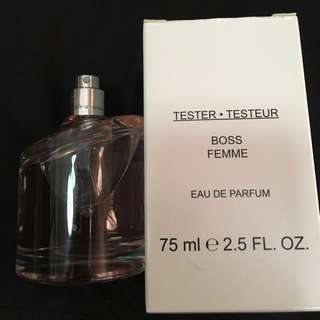 TESTER • TESTEUR
BOSS
FEMME
EAU DE PARFUM
75 ml ℮ 2.5 FL. OZ.